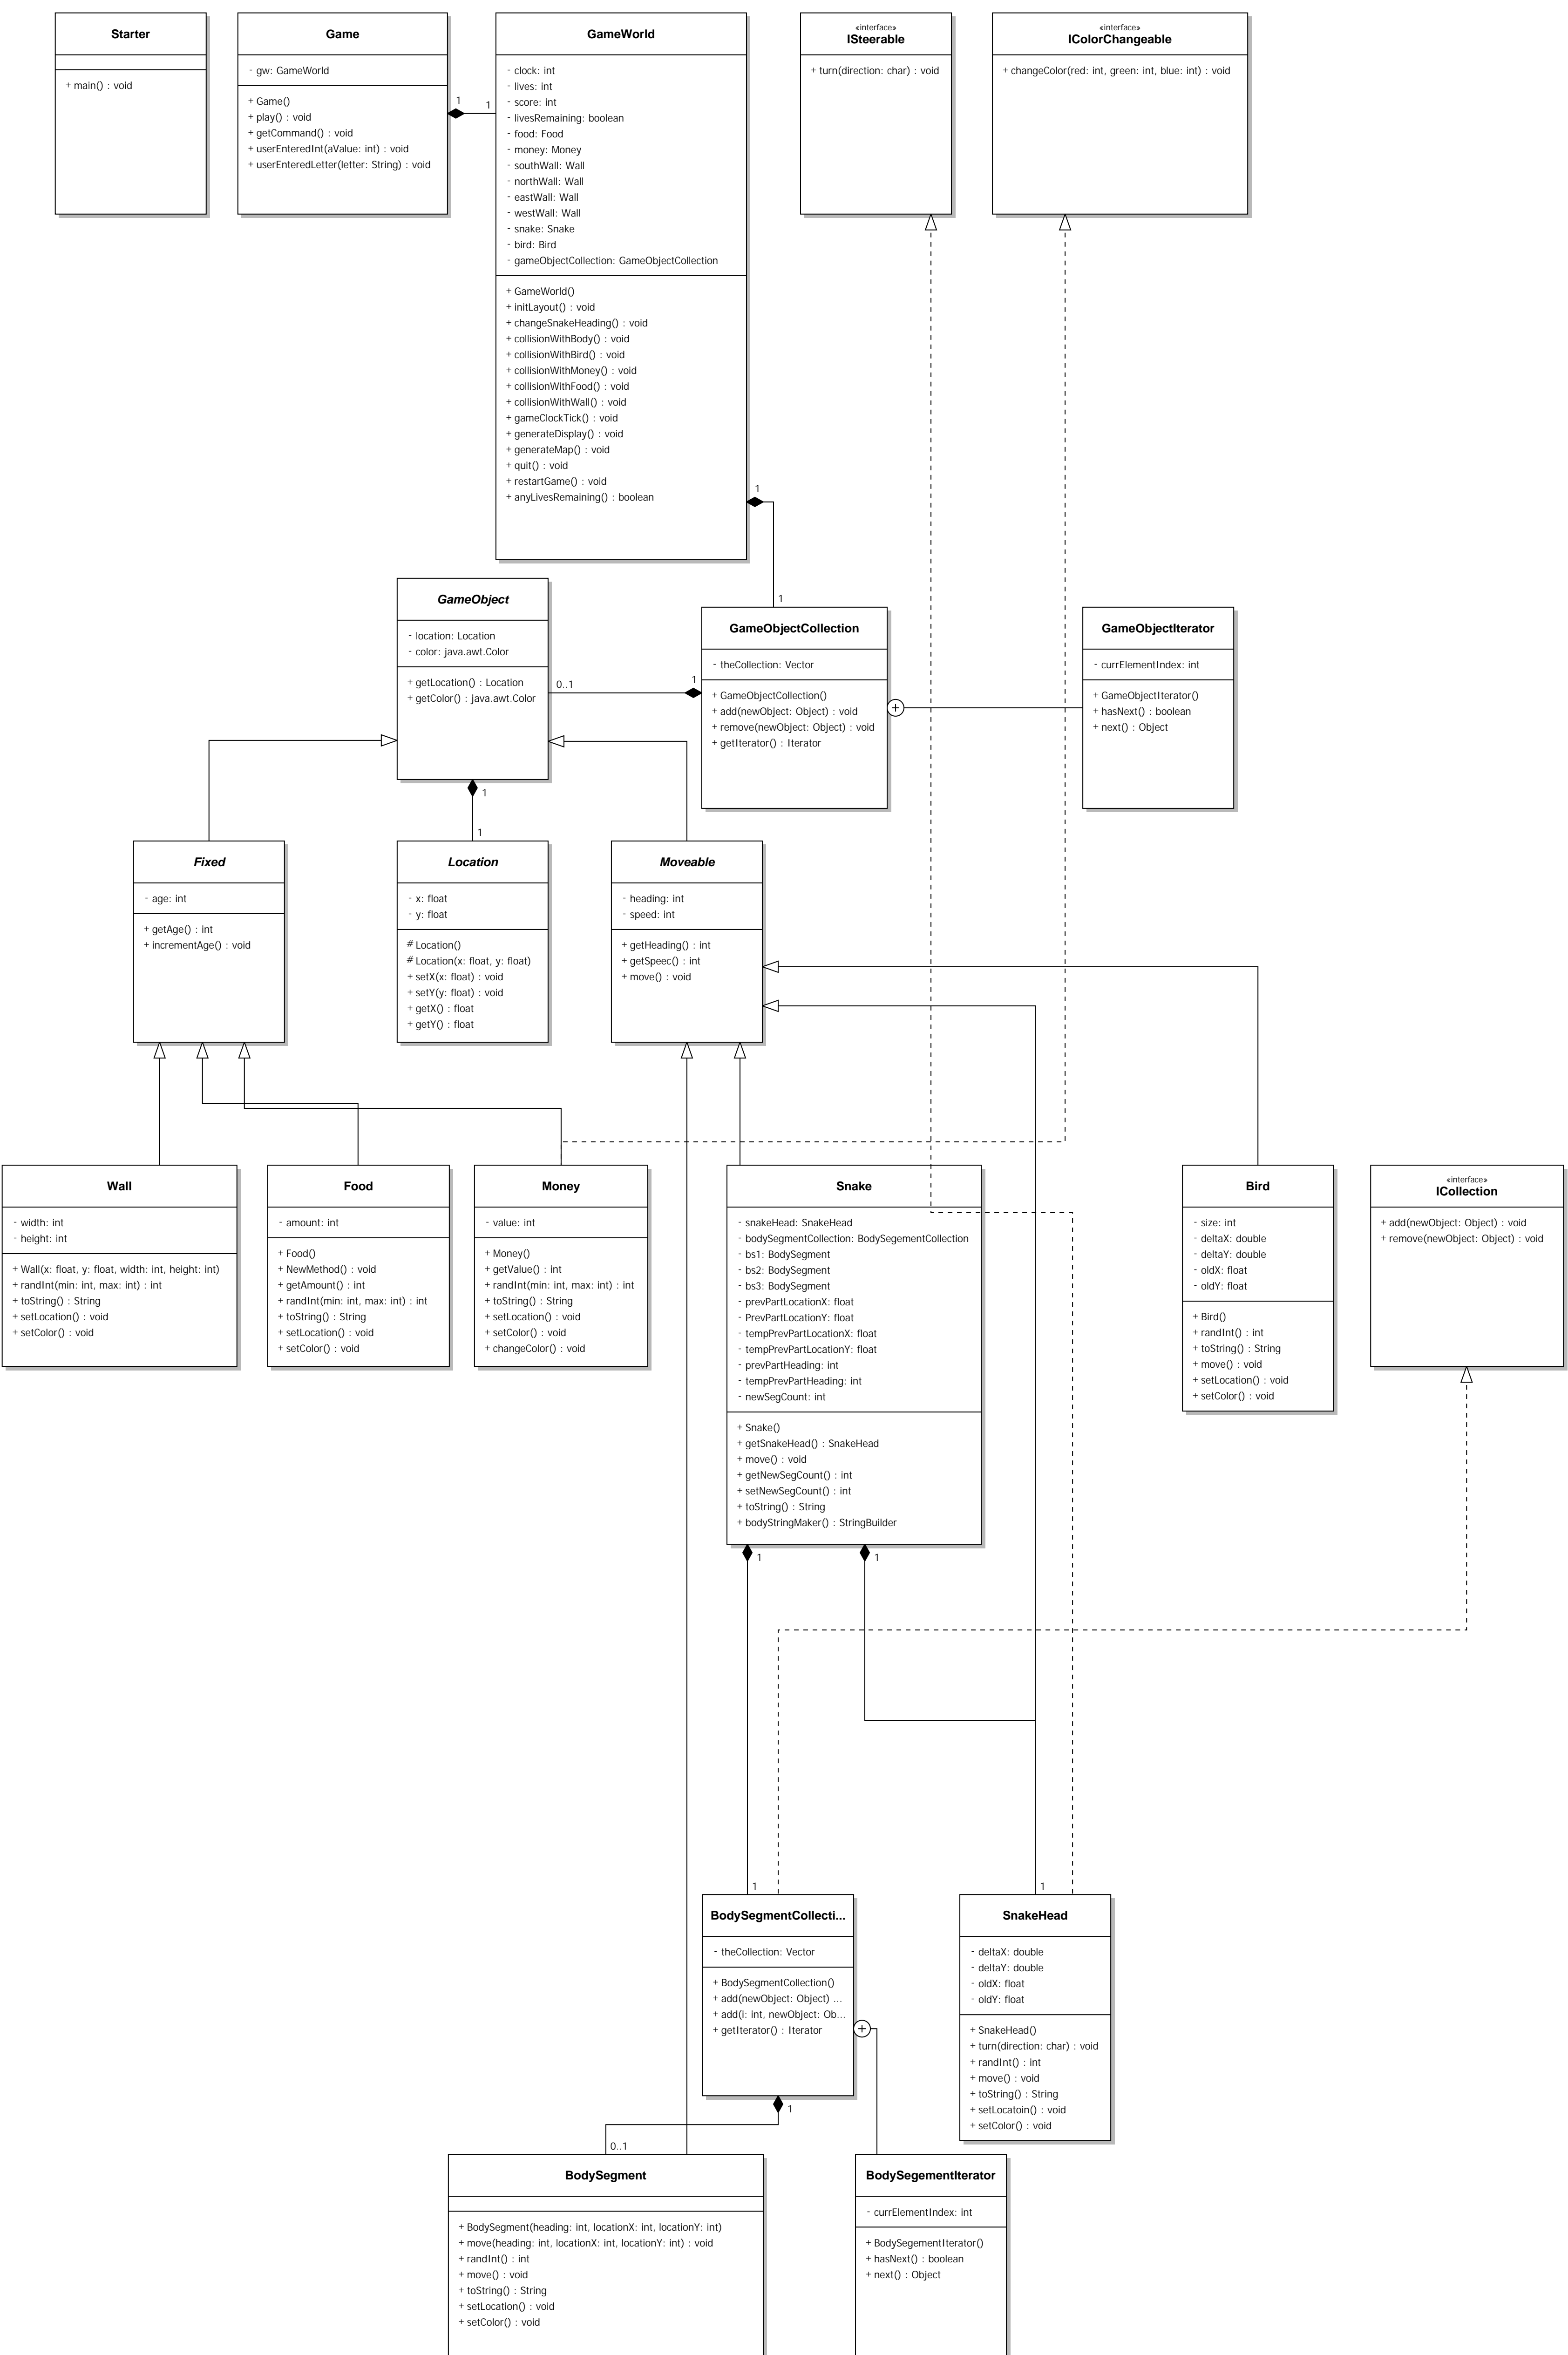 Starter
+ main() : void
Game
- gw: GameWorld
+ Game()
+ play() : void
+ getCommand() : void
+ userEnteredInt(aValue: int) : void
+ userEnteredLetter(letter: String) : void
1
1
GameWorld
- clock: int
- lives: int
- score: int
- livesRemaining: boolean
- food: Food
- money: Money
- southWall: Wall
- northWall: Wall
- eastWall: Wall
- westWall: Wall
- snake: Snake
- bird: Bird
- gameObjectCollection: GameObjectCollection
+ GameWorld()
+ initLayout() : void
+ changeSnakeHeading() : void
+ collisionWithBody() : void
+ collisionWithBird() : void
+ collisionWithMoney() : void
+ collisionWithFood() : void
+ collisionWithWall() : void
+ gameClockTick() : void
+ generateDisplay() : void
+ generateMap() : void
+ quit() : void
+ restartGame() : void
+ anyLivesRemaining() : boolean
1
1
«interface»
ISteerable
+ turn(direction: char) : void
«interface»
IColorChangeable
+ changeColor(red: int, green: int, blue: int) : void
GameObject
- location: Location
- color: java.awt.Color
+ getLocation() : Location
+ getColor() : java.awt.Color
0..1
1
GameObjectCollection
- theCollection: Vector
+ GameObjectCollection()
+ add(newObject: Object) : void
+ remove(newObject: Object) : void
+ getIterator() : Iterator
GameObjectIterator
- currElementIndex: int
+ GameObjectIterator()
+ hasNext() : boolean
+ next() : Object
1
1
Fixed
- age: int
+ getAge() : int
+ incrementAge() : void
Location
- x: float
- y: float
# Location()
# Location(x: float, y: float)
+ setX(x: float) : void
+ setY(y: float) : void
+ getX() : float
+ getY() : float
Moveable
- heading: int
- speed: int
+ getHeading() : int
+ getSpeec() : int
+ move() : void
Wall
- width: int
- height: int
+ Wall(x: float, y: float, width: int, height: int)
+ randInt(min: int, max: int) : int
+ toString() : String
+ setLocation() : void
+ setColor() : void
Food
- amount: int
+ Food()
+ NewMethod() : void
+ getAmount() : int
+ randInt(min: int, max: int) : int
+ toString() : String
+ setLocation() : void
+ setColor() : void
Money
- value: int
+ Money()
+ getValue() : int
+ randInt(min: int, max: int) : int
+ toString() : String
+ setLocation() : void
+ setColor() : void
+ changeColor() : void
Snake
- snakeHead: SnakeHead
- bodySegmentCollection: BodySegementCollection
- bs1: BodySegment
- bs2: BodySegment
- bs3: BodySegment
- prevPartLocationX: float
- PrevPartLocationY: float
- tempPrevPartLocationX: float
- tempPrevPartLocationY: float
- prevPartHeading: int
- tempPrevPartHeading: int
- newSegCount: int
+ Snake()
+ getSnakeHead() : SnakeHead
+ move() : void
+ getNewSegCount() : int
+ setNewSegCount() : int
+ toString() : String
+ bodyStringMaker() : StringBuilder
Bird
- size: int
- deltaX: double
- deltaY: double
- oldX: float
- oldY: float
+ Bird()
+ randInt() : int
+ toString() : String
+ move() : void
+ setLocation() : void
+ setColor() : void
«interface»
ICollection
+ add(newObject: Object) : void
+ remove(newObject: Object) : void
1
1
1
1
BodySegmentCollecti...
- theCollection: Vector
+ BodySegmentCollection()
+ add(newObject: Object) ...
+ add(i: int, newObject: Ob...
+ getIterator() : Iterator
SnakeHead
- deltaX: double
- deltaY: double
- oldX: float
- oldY: float
+ SnakeHead()
+ turn(direction: char) : void
+ randInt() : int
+ move() : void
+ toString() : String
+ setLocatoin() : void
+ setColor() : void
1
0..1
BodySegment
+ BodySegment(heading: int, locationX: int, locationY: int)
+ move(heading: int, locationX: int, locationY: int) : void
+ randInt() : int
+ move() : void
+ toString() : String
+ setLocation() : void
+ setColor() : void
BodySegementIterator
- currElementIndex: int
+ BodySegementIterator()
+ hasNext() : boolean
+ next() : Object